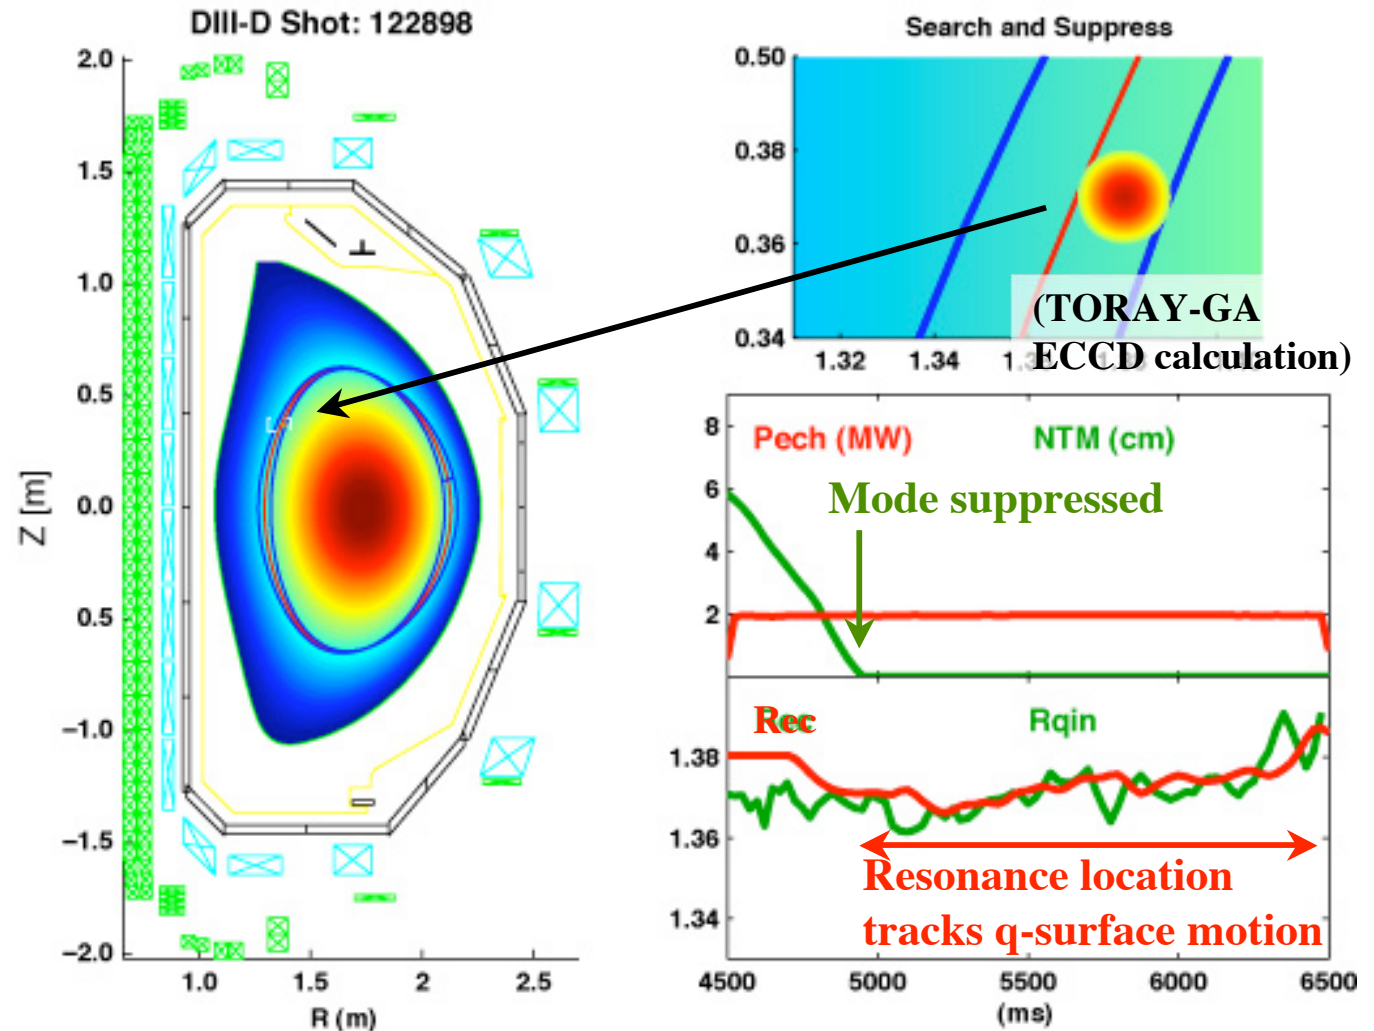 DIII-D Shot: 122898
2.0
1.5
1.0
0.5
0.0
0.5
−1.0
−1.5
−2.0
Z [m]
1.0 1.5 2 2.5
R (m)
Search and Suppress
0.50
0.38
0.36
0.34
1.32 1.34
(TORAY-GA
ECCD calculation)
8
6
4
2
Pech (MW) NTM (cm)
Mode suppressed
Rec Rqin
1.38
1.36
1.34
Resonance location
tracks q-surface motion
4500 5000 5500 6000 6500
(ms)